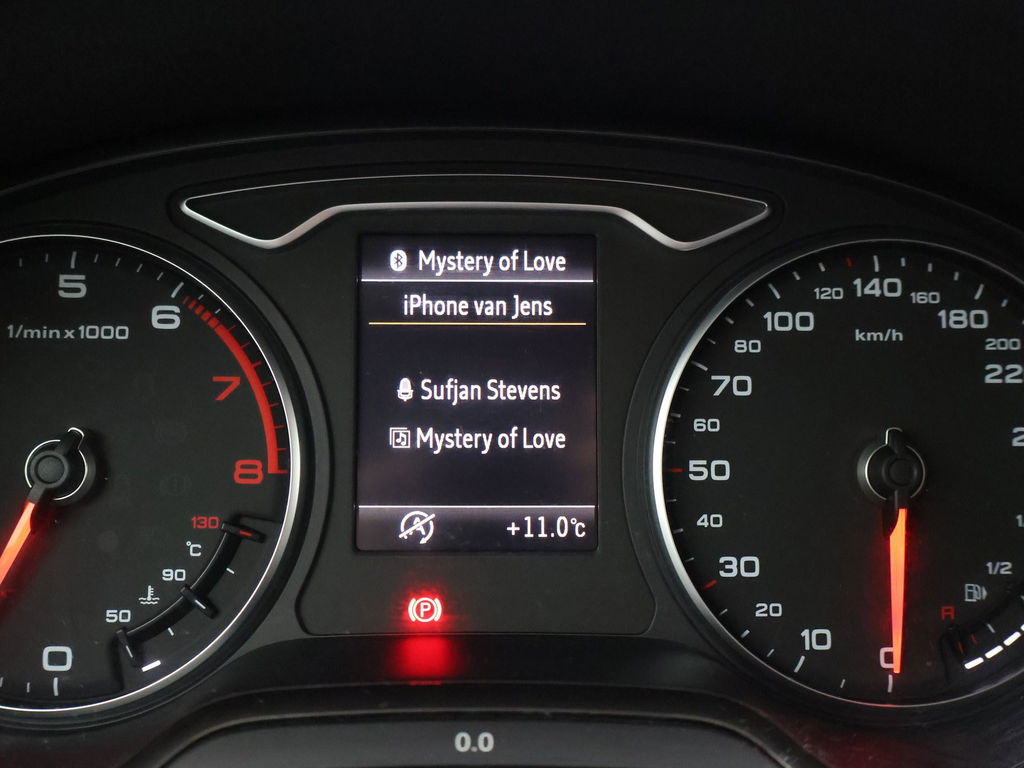 Mystery of Love
iPhone van Jens
Sufjan Stevens
Mystery of Love
A
+11.0°C
P
5
6
7
8
1/min x 1000
130
°C
90
50
0
0
10
20
30
40
50
60
70
80
100
120
140
160
180
200
km/h
1/2
R
0.0